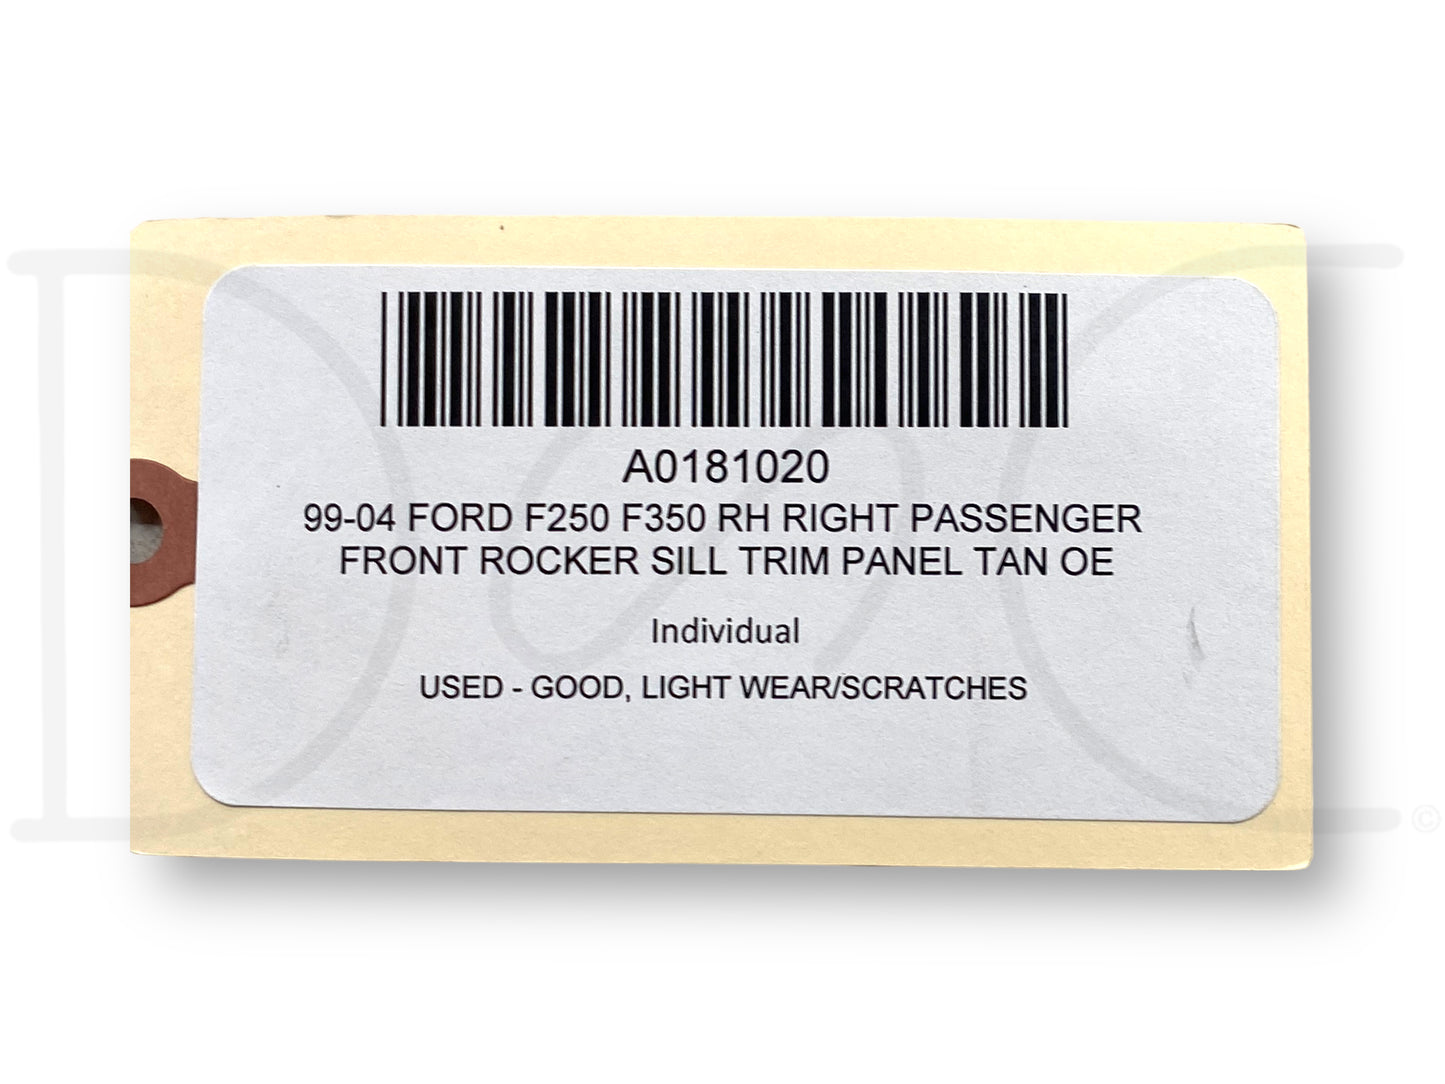 A0181020
99-04 FORD F250 F350 RH RIGHT PASSENGER
FRONT ROCKER SILL TRIM PANEL TAN OE
Individual
USED - GOOD, LIGHT WEAR/SCRATCHES
©